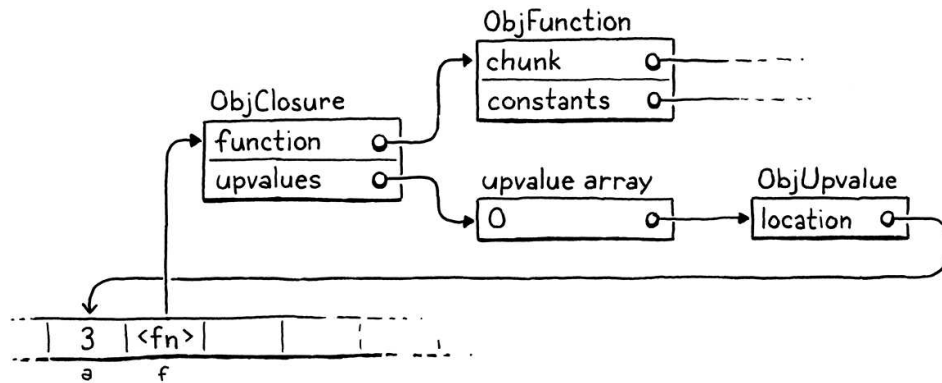 ObjFunction
chunk
constants
ObjClosure
function
upvalues
upvalue array
0
ObjUpvalue
location
3
<fn>
a
f